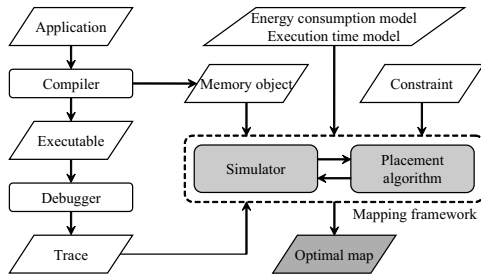 Application
Energy consumption model
Execution time model
Compiler
Memory object
Constraint
Executable
Simulator
Placement
algorithm
Debugger
Mapping framework
Trace
Optimal map